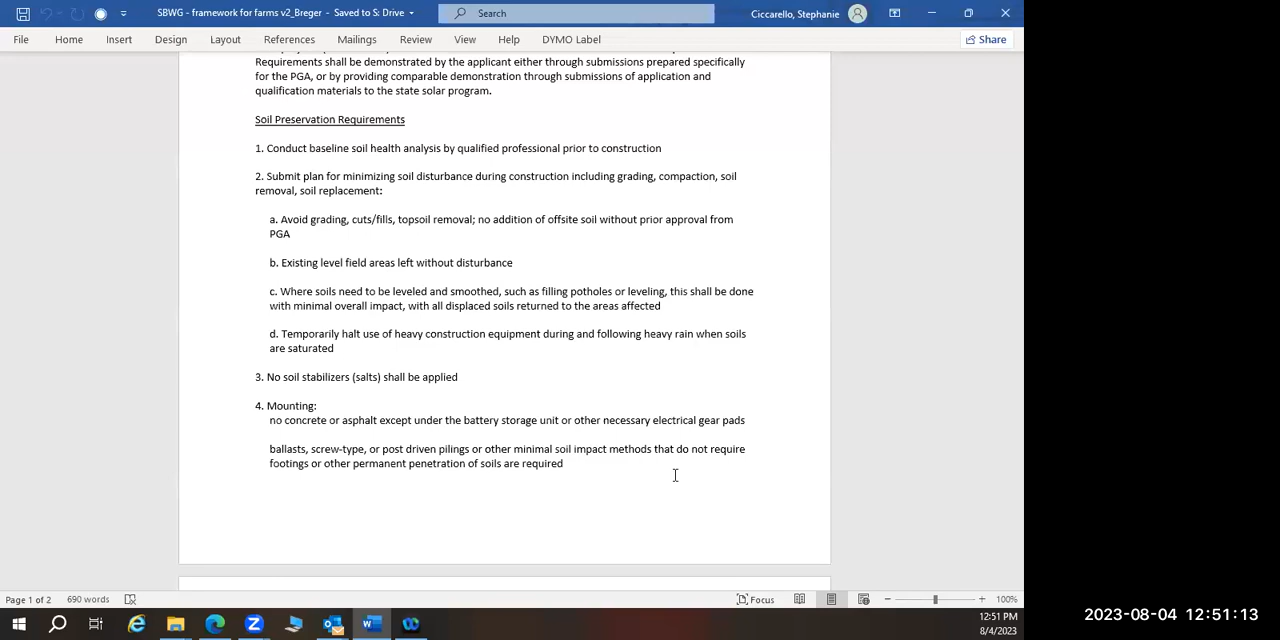 SBWG - framework for farms v2_Breger - Saved to S: Drive
Search
Ciccarello, Stephanie
File Home Insert Design Layout References Mailings Review View Help DYMO Label Share
Requirements shall be demonstrated by the applicant either through submissions prepared specifically
for the PGA, or by providing comparable demonstration through submissions of application and
qualification materials to the state solar program.
Soil Preservation Requirements
1. Conduct baseline soil health analysis by qualified professional prior to construction
2. Submit plan for minimizing soil disturbance during construction including grading, compaction, soil
removal, soil replacement:
a. Avoid grading, cuts/fills, topsoil removal; no addition of offsite soil without prior approval from
PGA
b. Existing level field areas left without disturbance
c. Where soils need to be leveled and smoothed, such as filling potholes or leveling, this shall be done
with minimal overall impact, with all displaced soils returned to the areas affected
d. Temporarily halt use of heavy construction equipment during and following heavy rain when soils
are saturated
3. No soil stabilizers (salts) shall be applied
4. Mounting:
no concrete or asphalt except under the battery storage unit or other necessary electrical gear pads
ballasts, screw-type, or post driven pilings or other minimal soil impact methods that do not require
footings or other permanent penetration of soils are required
Page 1 of 2 690 words Focus 100%
12:51 PM
8/4/2023
2023-08-04 12:51:13